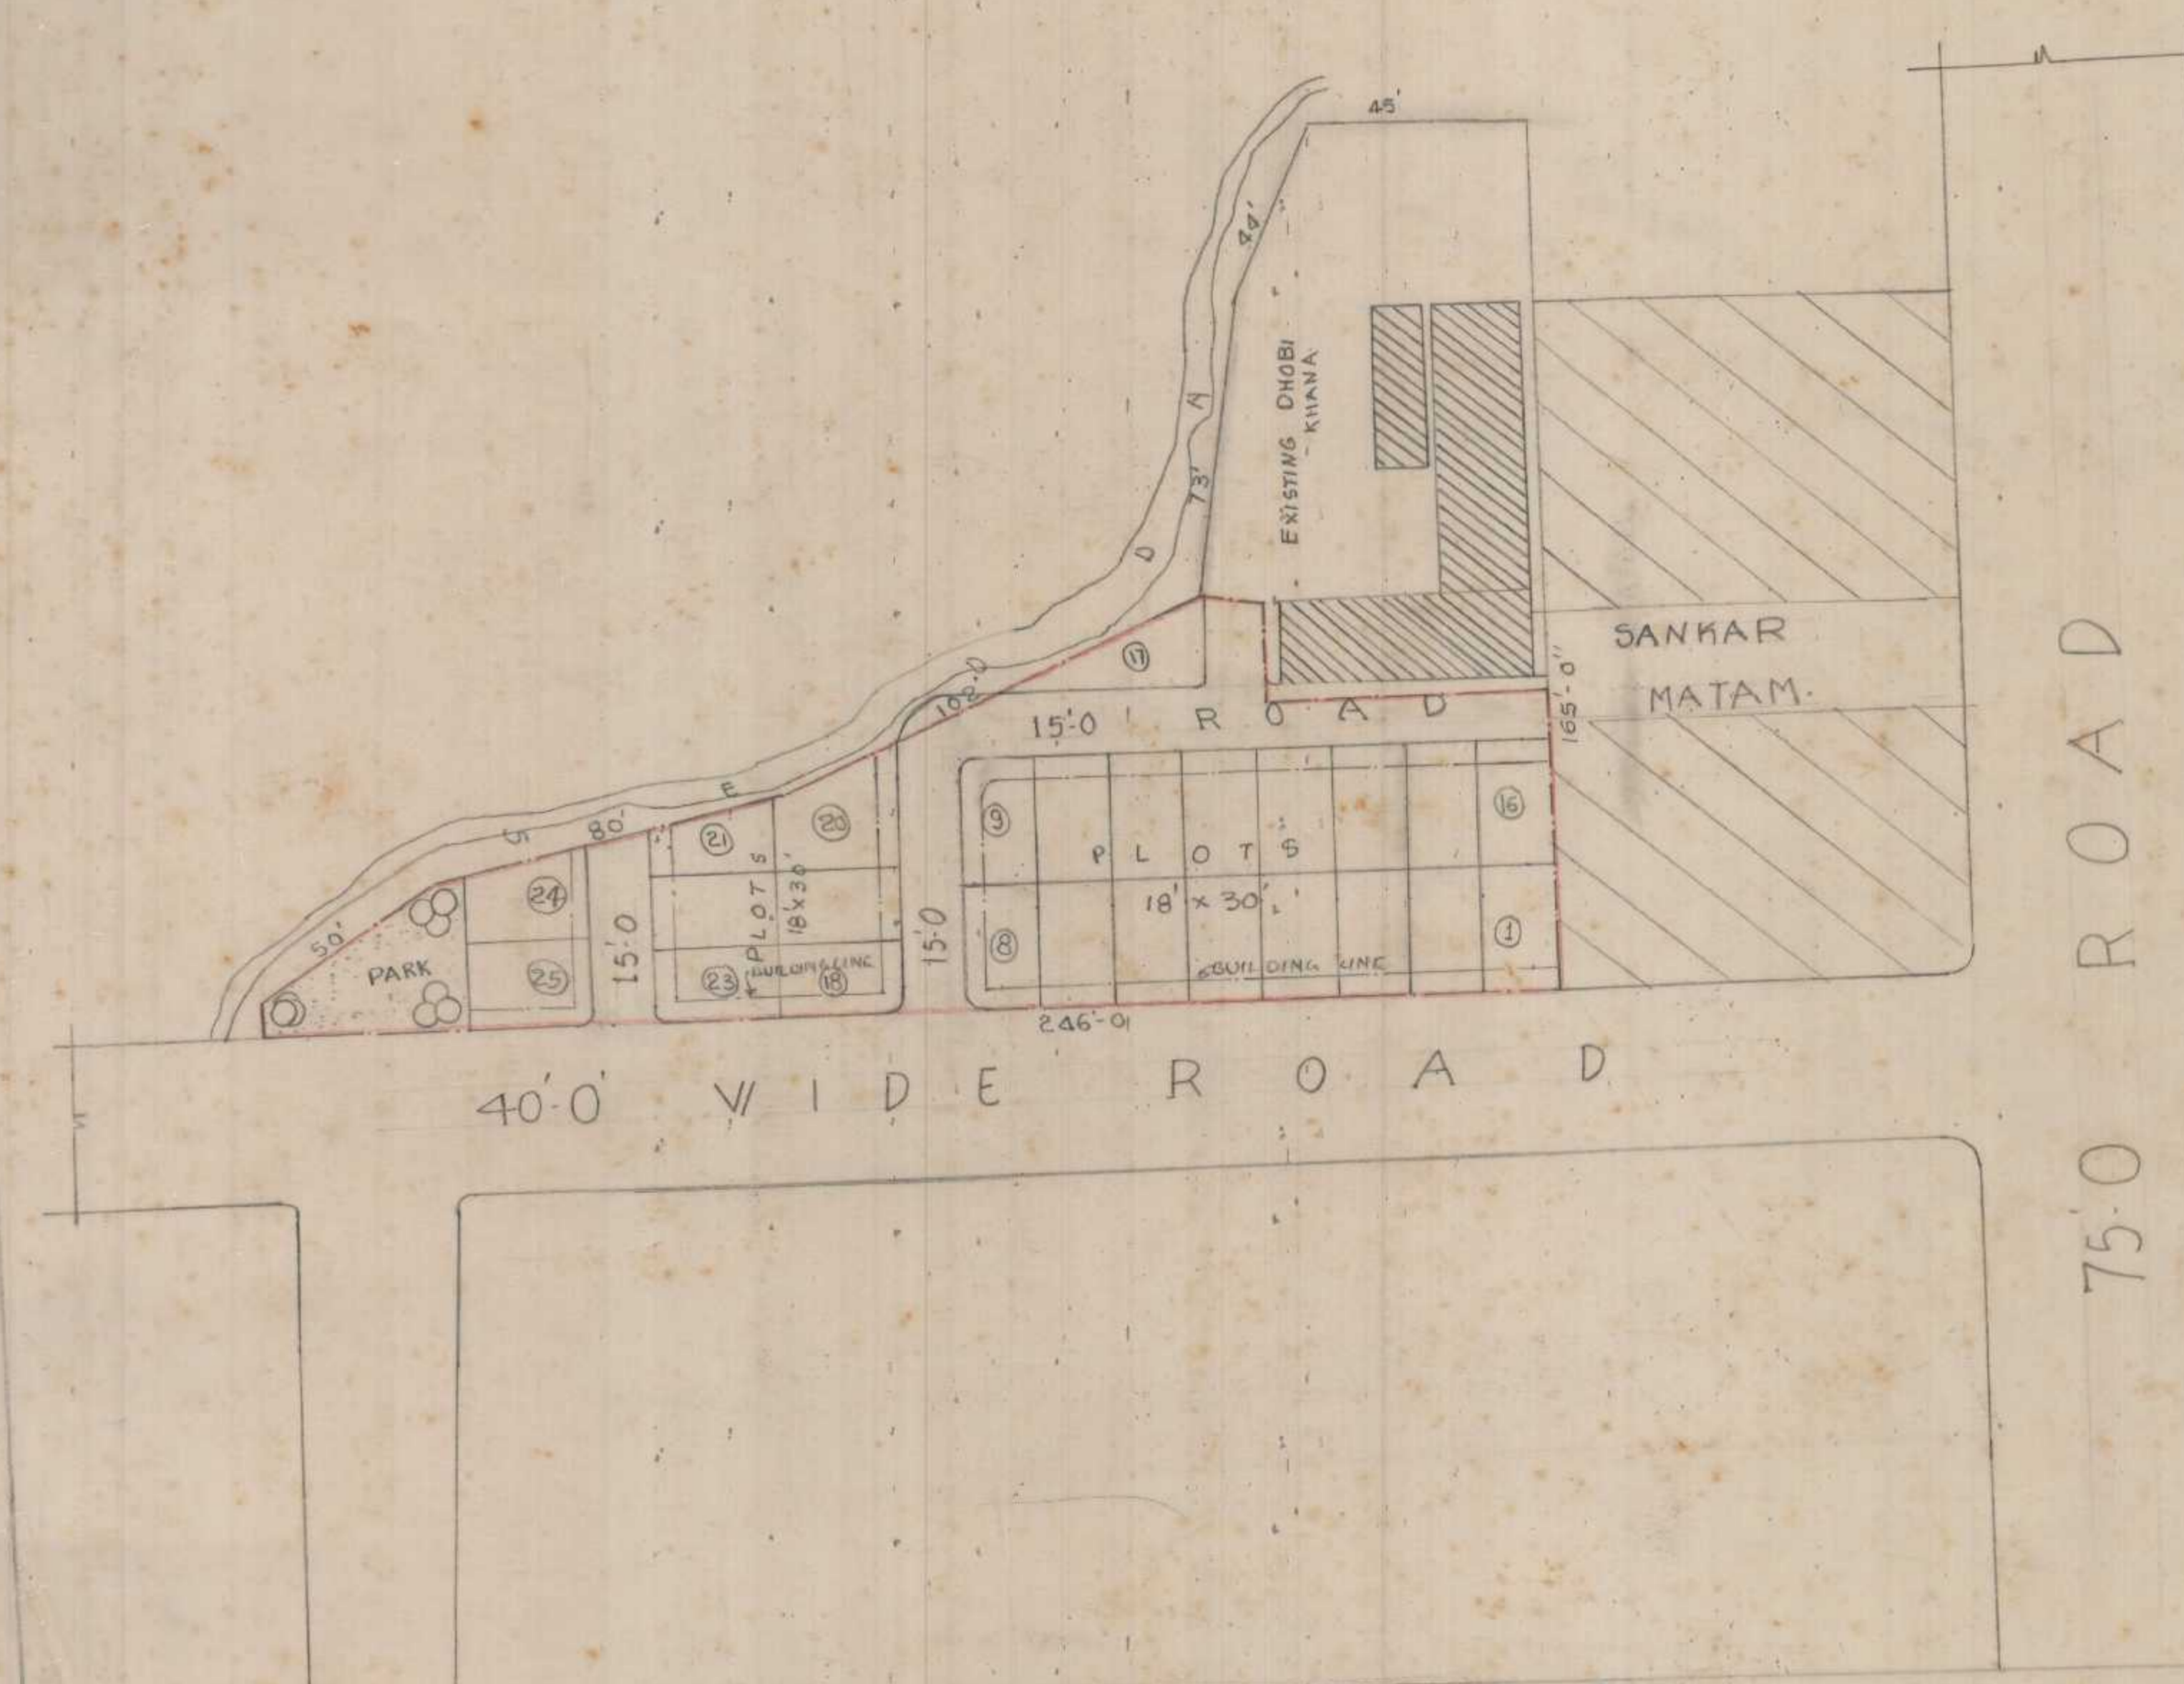 45'
44'
73'
EXISTING DHOBI
KHANA
SANKAR
MATAM.
165'-0"
17
102'-0
15'-0 ROAD
80'
50'
21
20
9
16
PLOTS
18' x 30'
PLOTS
18'x30'
24
25
15'-0
15'-0
23
18
8
1
PARK
BUILDING LINE
BUILDING LINE
246'-0
40'-0' WIDE ROAD
75'-0 ROAD